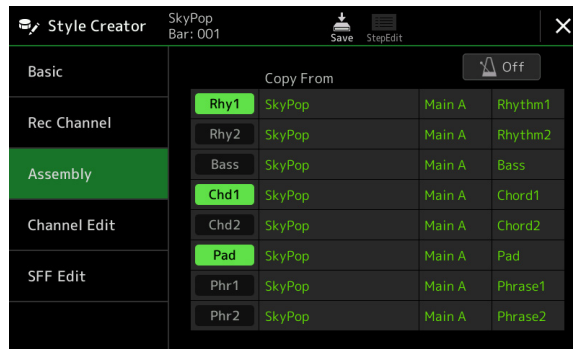 Style Creator
SkyPop
Bar: 001
Save
StepEdit
Basic
Rec Channel
Assembly
Channel Edit
SFF Edit
Copy From
Off
Rhy1 SkyPop Main A Rhythm1
Rhy2 SkyPop Main A Rhythm2
Bass SkyPop Main A Bass
Chd1 SkyPop Main A Chord1
Chd2 SkyPop Main A Chord2
Pad SkyPop Main A Pad
Phr1 SkyPop Main A Phrase1
Phr2 SkyPop Main A Phrase2